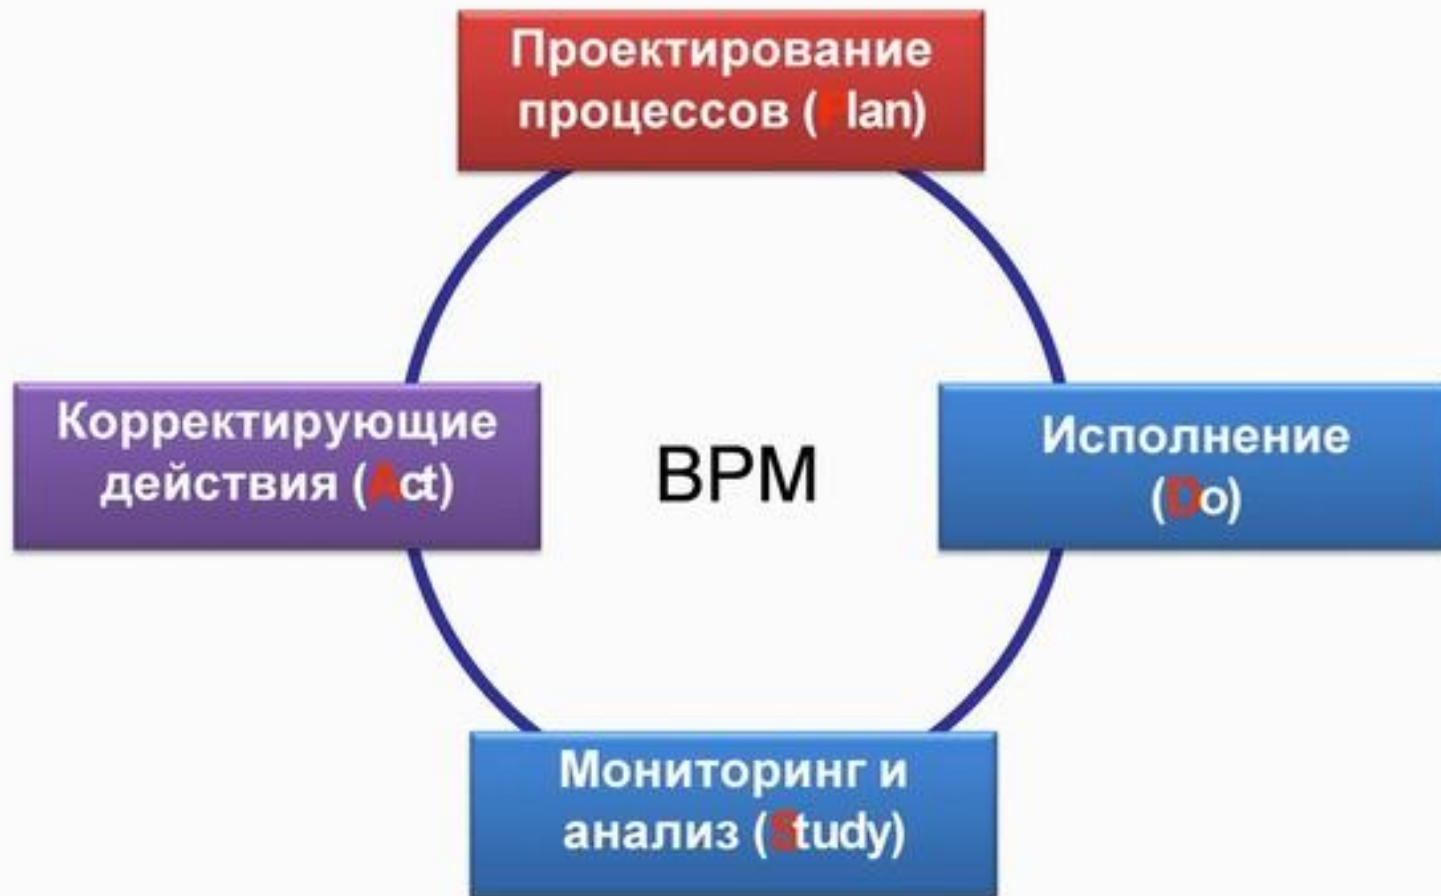 Проектирование
процессов (Plan)
Корректирующие
действия (Act)
BPM
Исполнение
(Do)
Мониторинг и
анализ (Study)